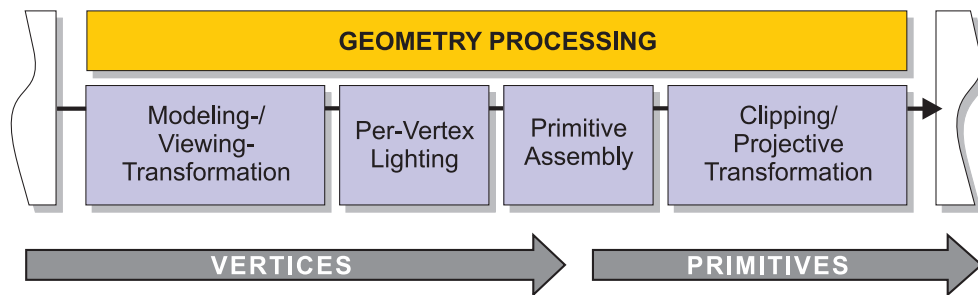 GEOMETRY PROCESSING
Modeling-/
Viewing-
Transformation
Per-Vertex
Lighting
Primitive
Assembly
Clipping/
Projective
Transformation
VERTICES
PRIMITIVES